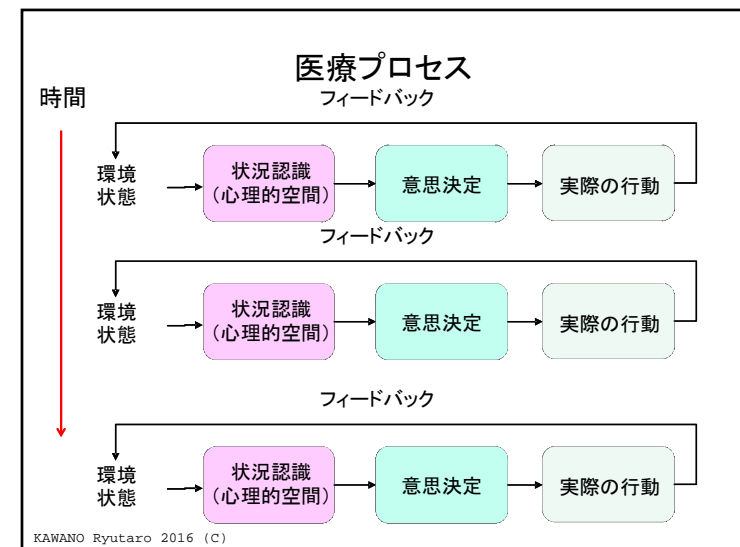 医療プロセス
時間
フィードバック
環境
状態
状況認識
(心理的空間)
意思決定
実際の行動
フィードバック
環境
状態
状況認識
(心理的空間)
意思決定
実際の行動
フィードバック
環境
状態
状況認識
(心理的空間)
意思決定
実際の行動
KAWANO Ryutaro 2016 (C)